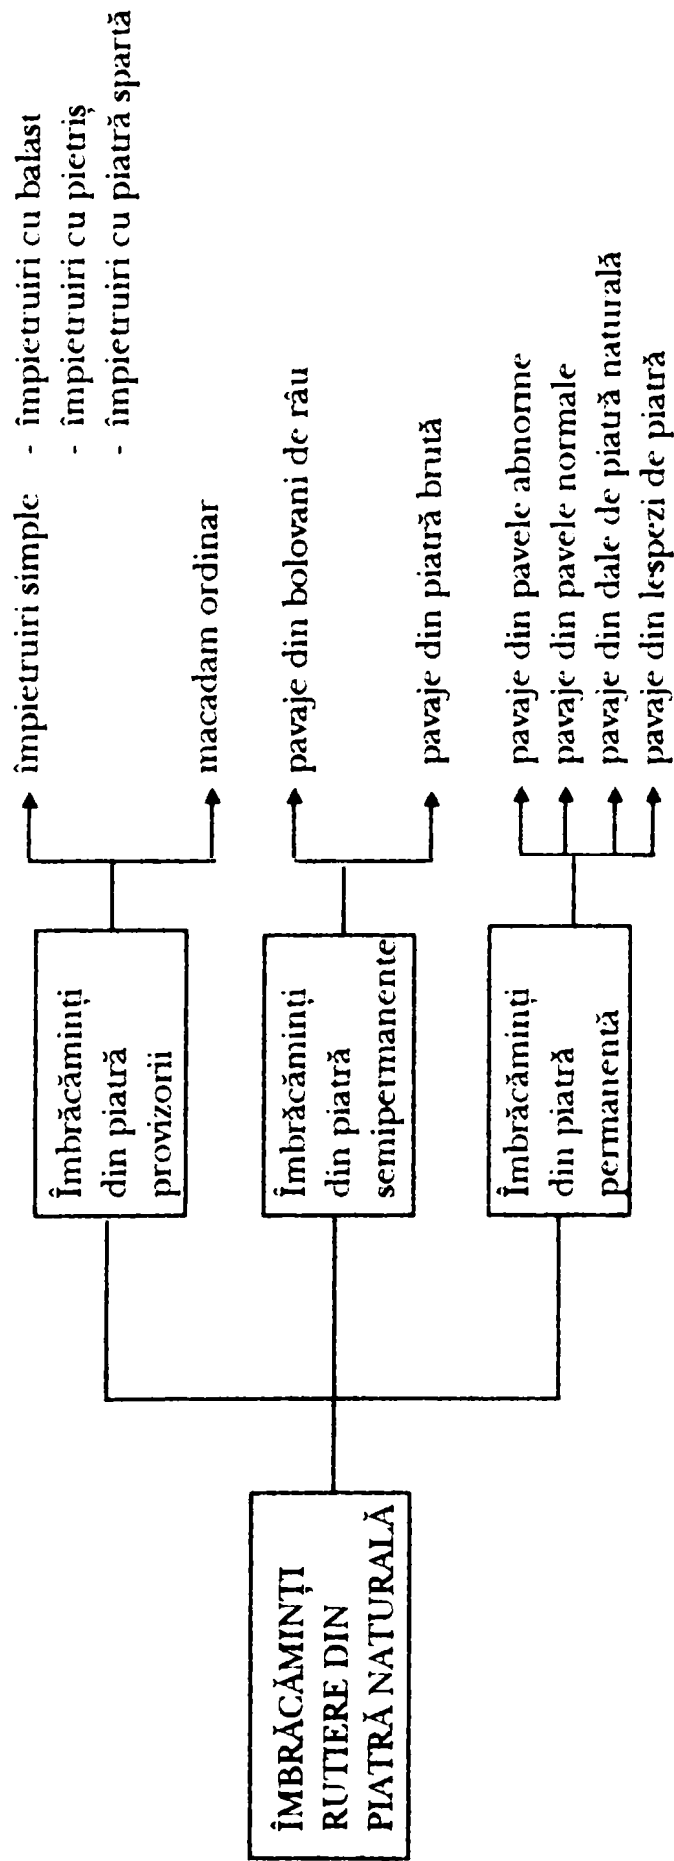 ÎMBRĂCĂMINȚI
RUTIERE DIN
PIATRĂ NATURALĂ
Îmbrăcăminți
din piatră
provizorii
împietruiri simple - împietruiri cu balast
- împietruiri cu pietriș
- împietruiri cu piatră spartă
macadam ordinar
Îmbrăcăminți
din piatră
semipermanente
pavaje din bolovani de râu
pavaje din piatră brută
Îmbrăcăminți
din piatră
permanentă
pavaje din pavele abnorme
pavaje din pavele normale
pavaje din dale de piatră naturală
pavaje din lespezi de piatră